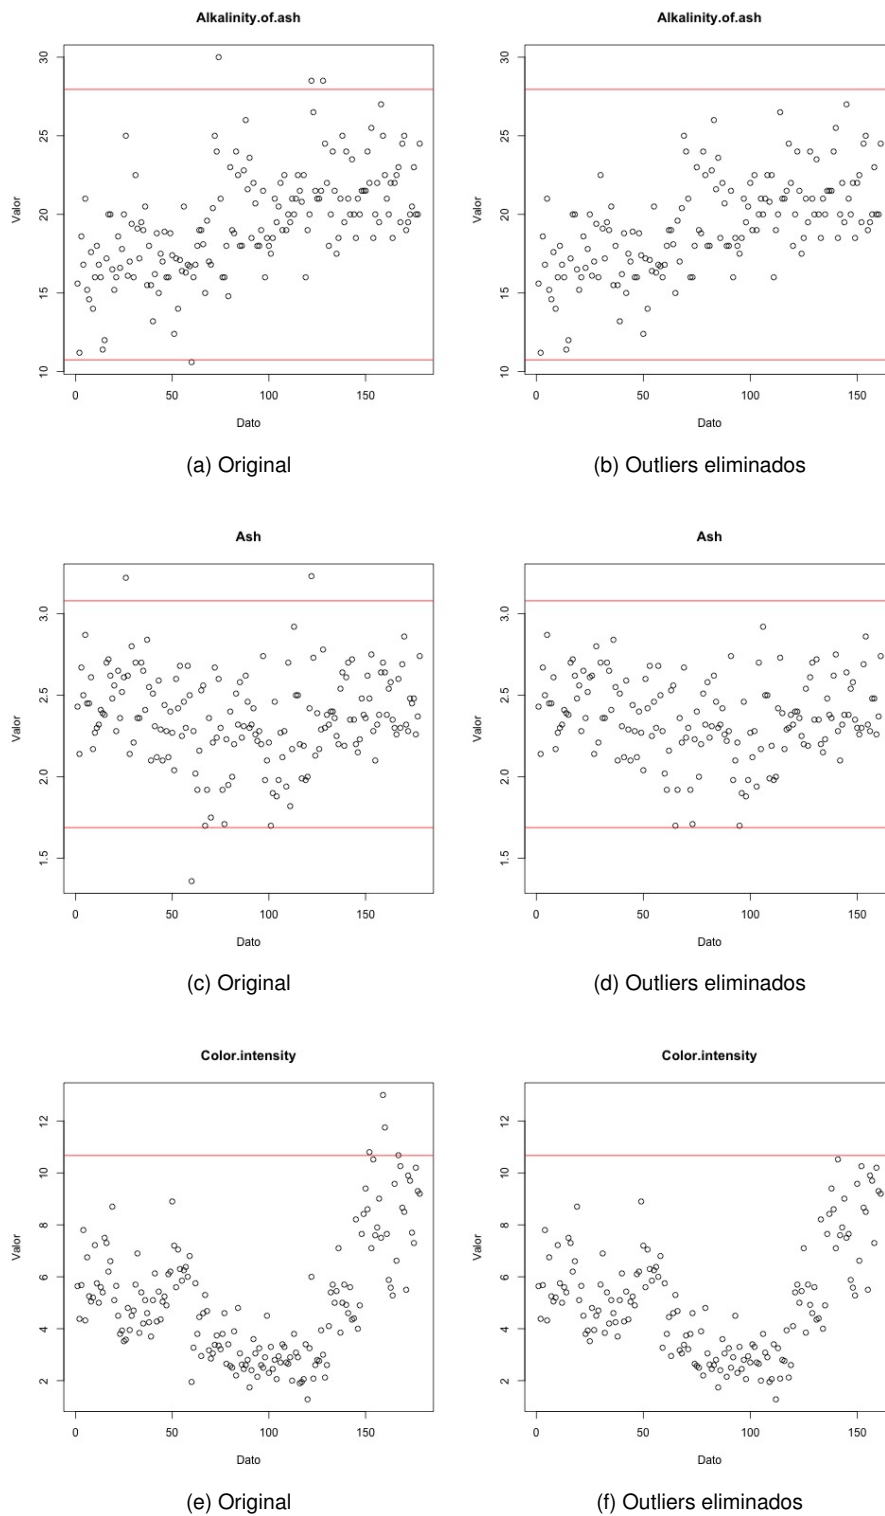 Alkalinity.of.ash
Alkalinity.of.ash
Valor
30
25
20
15
10
0 50 100 150
Dato
Valor
30
25
20
15
10
0 50 100 150
Dato
(a) Original
(b) Outliers eliminados
Ash
Ash
Valor
3.0
2.5
2.0
1.5
0 50 100 150
Dato
Valor
3.0
2.5
2.0
1.5
0 50 100 150
Dato
(c) Original
(d) Outliers eliminados
Color.intensity
Color.intensity
Valor
12
10
8
6
4
2
0 50 100 150
Dato
Valor
12
10
8
6
4
2
0 50 100 150
Dato
(e) Original
(f) Outliers eliminados